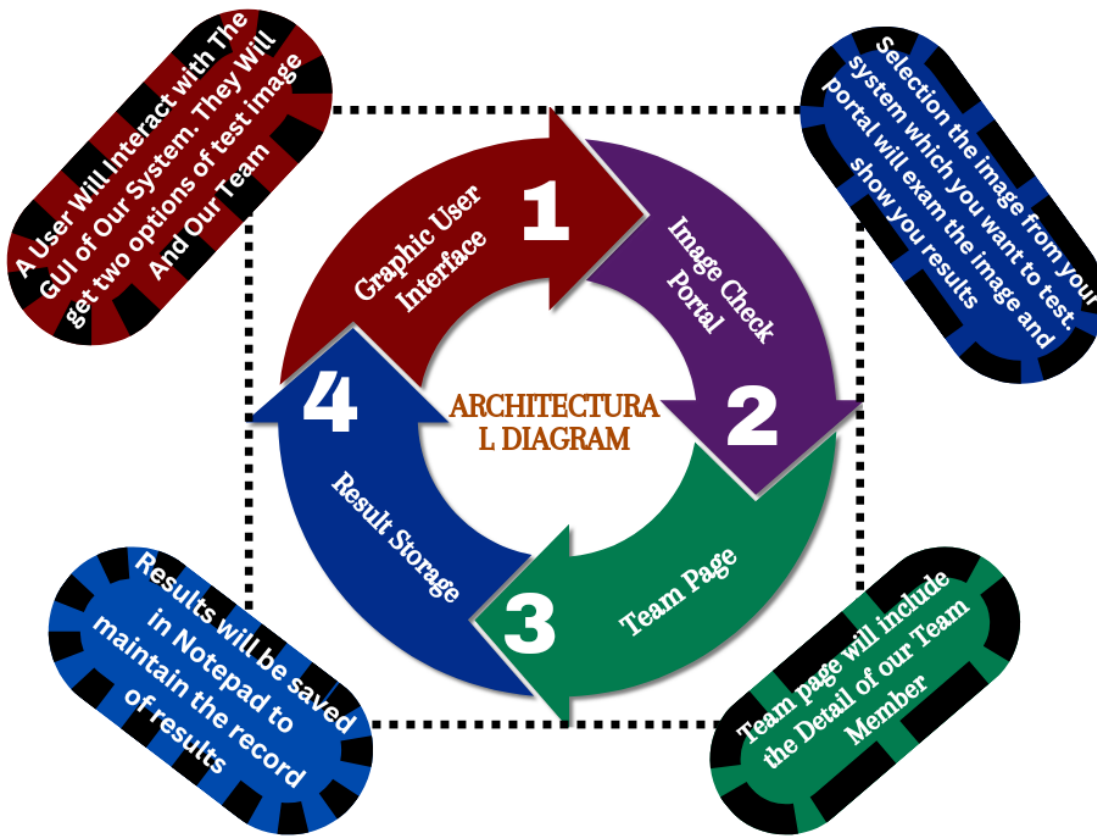 A User Will Interact with The
GUI of Our System. They Will
get two options of test image
And Our Team
Selection the image from your
system which you want to test.
portal will exam the image and
show you results
1
Graphic User
Interface
Image Check
Portal
2
ARCHITECTURA
L DIAGRAM
4
Result Storage
3
Team Page
Results will be saved
in Notepad to
maintain the record
of results
Team page will include
the Detail of our Team
Member